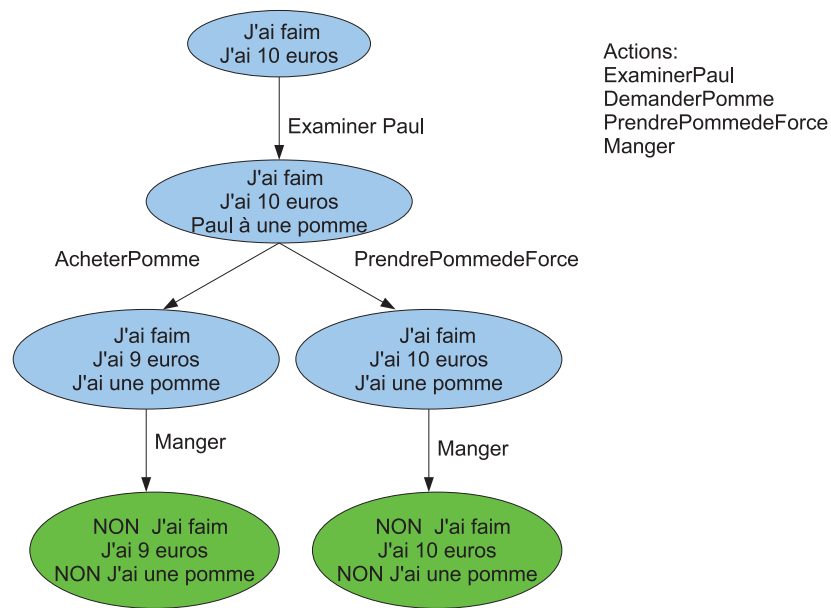 J'ai faim
J'ai 10 euros
Actions:
ExaminerPaul
DemanderPomme
PrendrePommedeForce
Manger
Examiner Paul
J'ai faim
J'ai 10 euros
Paul à une pomme
AcheterPomme
PrendrePommedeForce
J'ai faim
J'ai 9 euros
J'ai une pomme
J'ai faim
J'ai 10 euros
J'ai une pomme
Manger
Manger
NON J'ai faim
J'ai 9 euros
NON J'ai une pomme
NON J'ai faim
J'ai 10 euros
NON J'ai une pomme